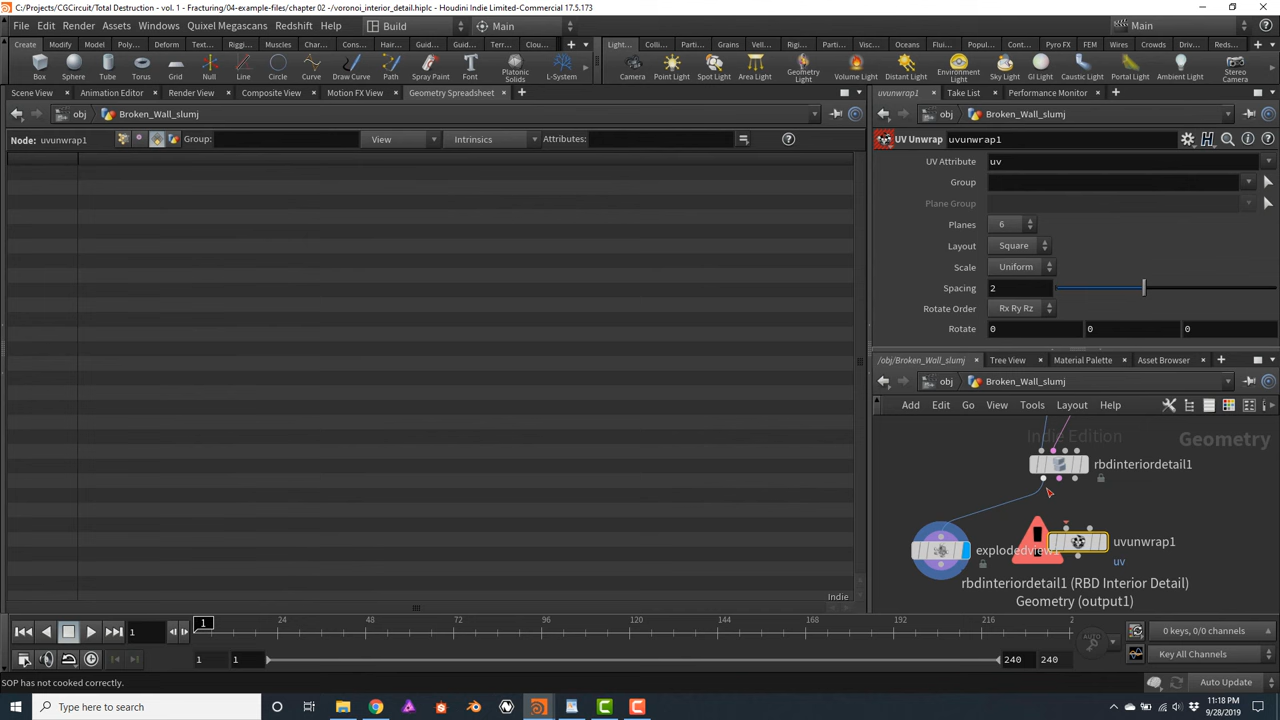 C:/Projects/CGCircuit/Total Destruction - vol. 1 - Fracturing/04-example-files/chapter 02 -/voronoi_interior_detail.hiplc - Houdini Indie Limited-Commercial 17.5.173
File Edit Render Assets Windows Quixel Megascans Redshift Help Build Main Main
Create Modify Model Poly... Deform Text... Riggi... Muscles Char... Cons... Hair... Guid... Guid... Terr... Clou... Light... Colli... Parti... Grains Vell... Rigi... Parti... Visc... Oceans Flui... Popul... Cont... Pyro FX FEM Wires Crowds Driv... Reds...
Box Sphere Tube Torus Grid Null Line Circle Curve Draw Curve Path Spray Paint Font Platonic Solids L-System Camera Point Light Spot Light Area Light Geometry Light Volume Light Distant Light Environment Light Sky Light GI Light Caustic Light Portal Light Ambient Light Stereo Camera
Scene View Animation Editor Render View Composite View Motion FX View Geometry Spreadsheet uvunwrap1 Take List Performance Monitor
obj Broken_Wall_slumj obj Broken_Wall_slumj
Node: uvunwrap1 Group: View Intrinsics Attributes: UV Unwrap uvunwrap1
UV Attribute uv
Group
Plane Group
Planes 6
Layout Square
Scale Uniform
Spacing 2
Rotate Order Rx Ry Rz
Rotate 0 0 0
/obj/Broken_Wall_slumj Tree View Material Palette Asset Browser
obj Broken_Wall_slumj
Add Edit Go View Tools Layout Help
Indie Edition
Geometry
rbdinteriordetail1
uvunwrap1
explodedview1
uv
rbdinteriordetail1 (RBD Interior Detail)
Geometry (output1)
Indie
1 1 24 48 72 96 120 144 168 192 216 2 0 keys, 0/0 channels
1 1 240 240 Key All Channels
AUTO
SOP has not cooked correctly. Auto Update
Type here to search
11:18 PM
9/28/2019